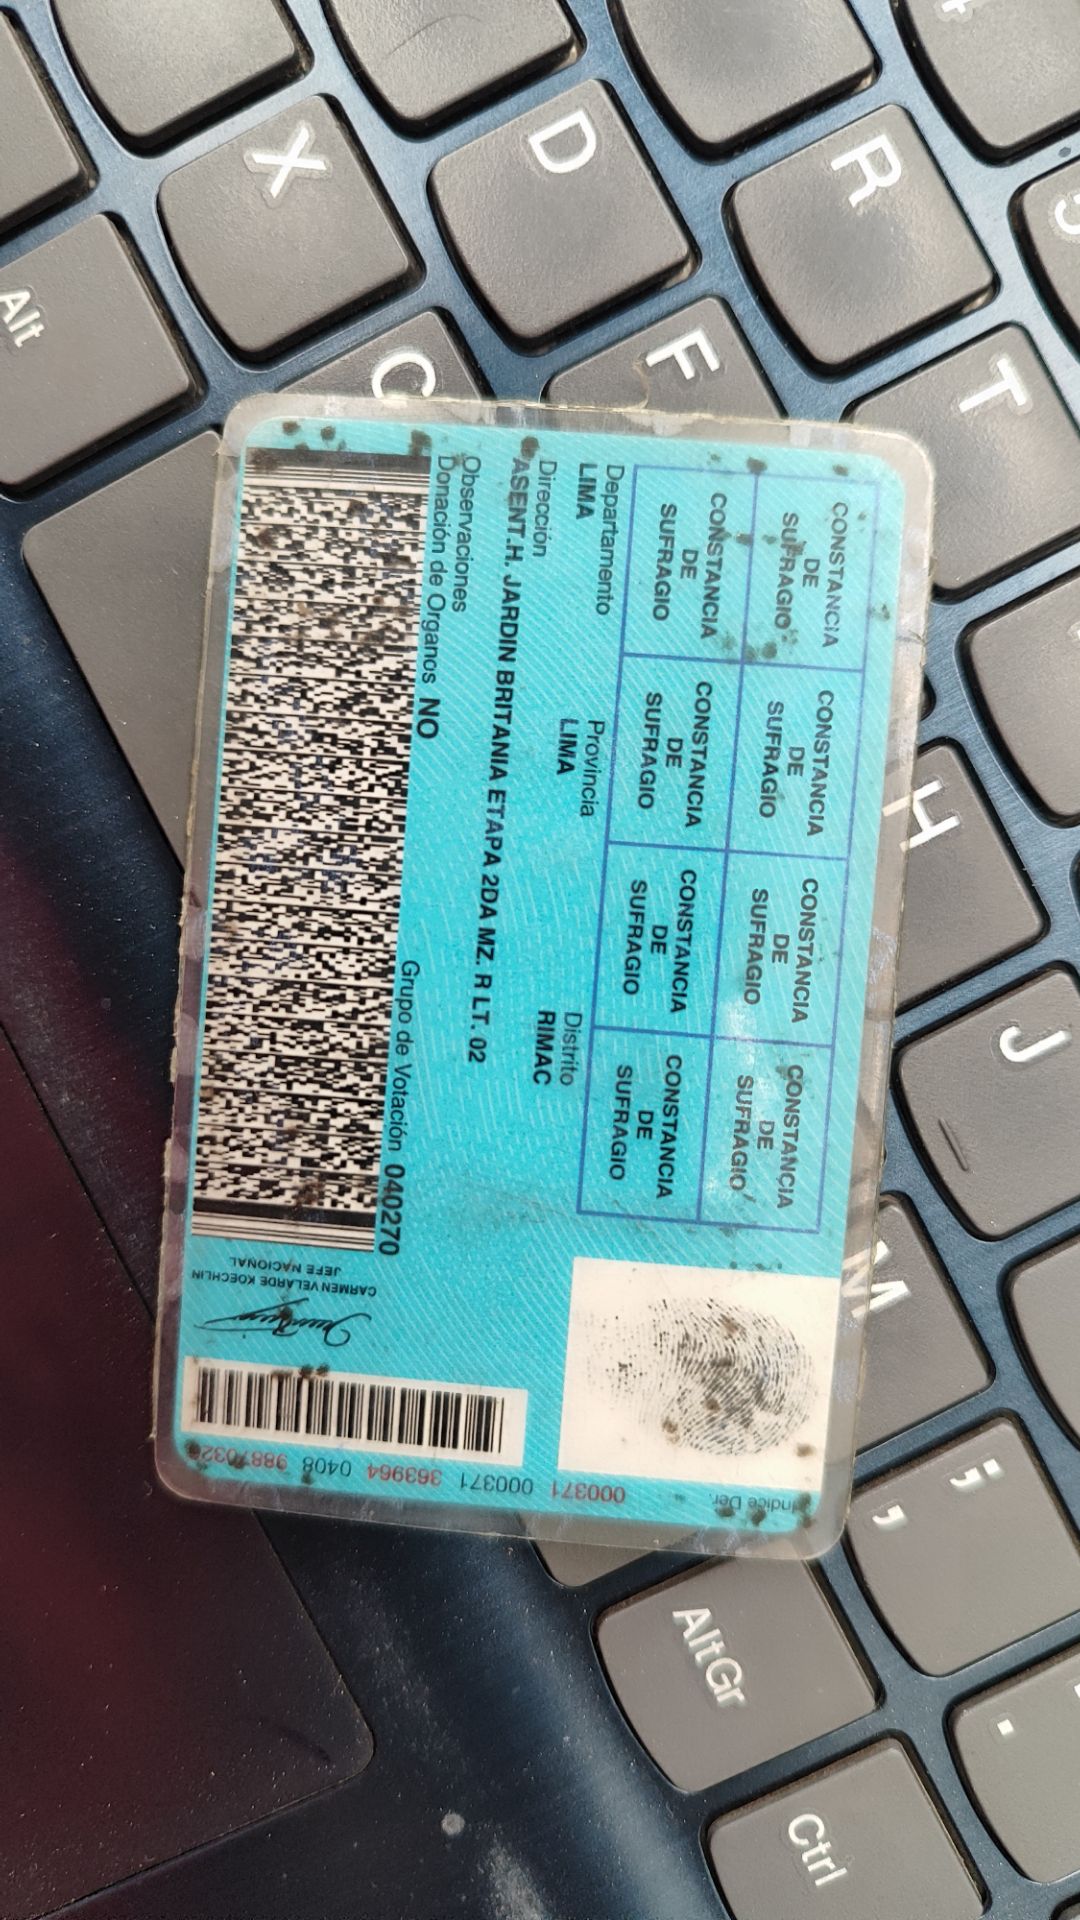 CONSTANCIA DE SUFRAGIO
CONSTANCIA DE SUFRAGIO
CONSTANCIA DE SUFRAGIO
CONSTANCIA DE SUFRAGIO
CONSTANCIA DE SUFRAGIO
CONSTANCIA DE SUFRAGIO
CONSTANCIA DE SUFRAGIO
CONSTANCIA DE SUFRAGIO
Departamento Provincia Distrito
LIMA LIMA RIMAC
Dirección
ASENT.H. JARDIN BRITANIA ETAPA 2DA MZ. R LT. 02
Observaciones
Donación de Organos NO Grupo de Votación 040270
CARMEN VELARDE KOECHLIN
JEFE NACIONAL
Indice Der.
000371 000371 363964 0408
X
D
R
Alt
C
F
T
H
J
M
;
,
AltGr
.
Ctrl